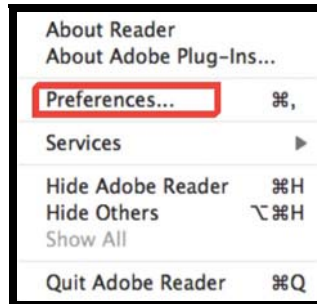 About Reader
About Adobe Plug-Ins...
Preferences... ⌘,
Services ▶
Hide Adobe Reader ⌘H
Hide Others ⌥⌘H
Show All
Quit Adobe Reader ⌘Q